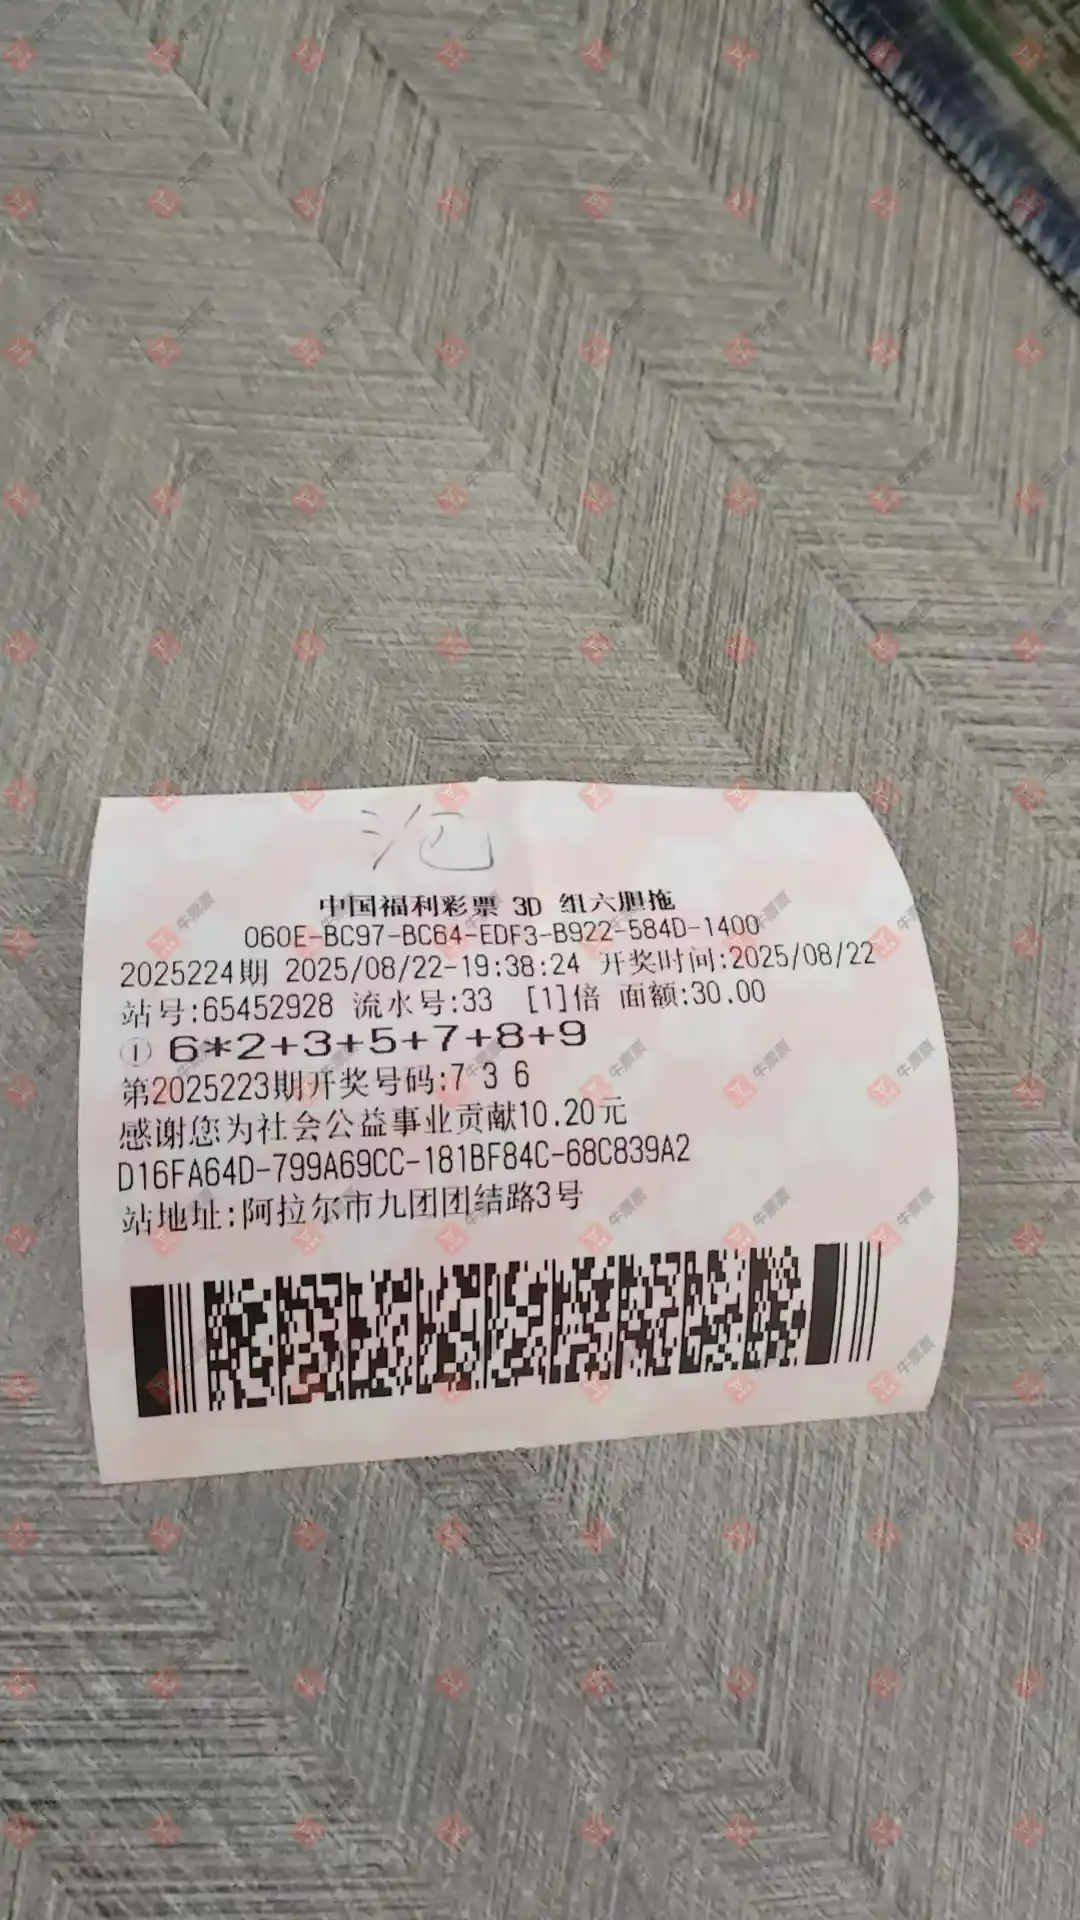 泡
中国福利彩票 3D 组六胆拖
060E-BC97-BC64-EDF3-B922-584D-1400
2025224期 2025/08/22-19:38:24 开奖时间:2025/08/22
站号:65452928 流水号:33 [1]倍 面额:30.00
① 6*2+3+5+7+8+9
第2025223期开奖号码:7 3 6
感谢您为社会公益事业贡献10.20元
D16FA64D-799A69CC-181BF84C-68C839A2
站地址:阿拉尔市九团团结路3号
牛票票